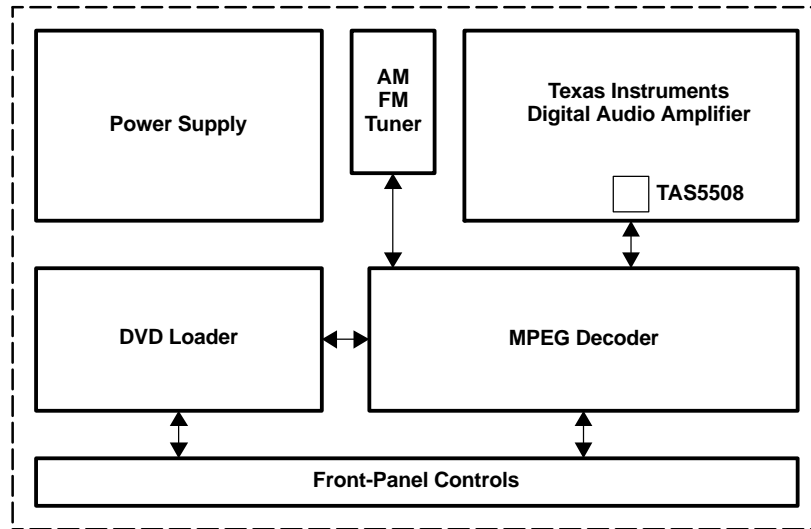 Power Supply
AM
FM
Tuner
Texas Instruments
Digital Audio Amplifier
TAS5508
DVD Loader
MPEG Decoder
Front-Panel Controls